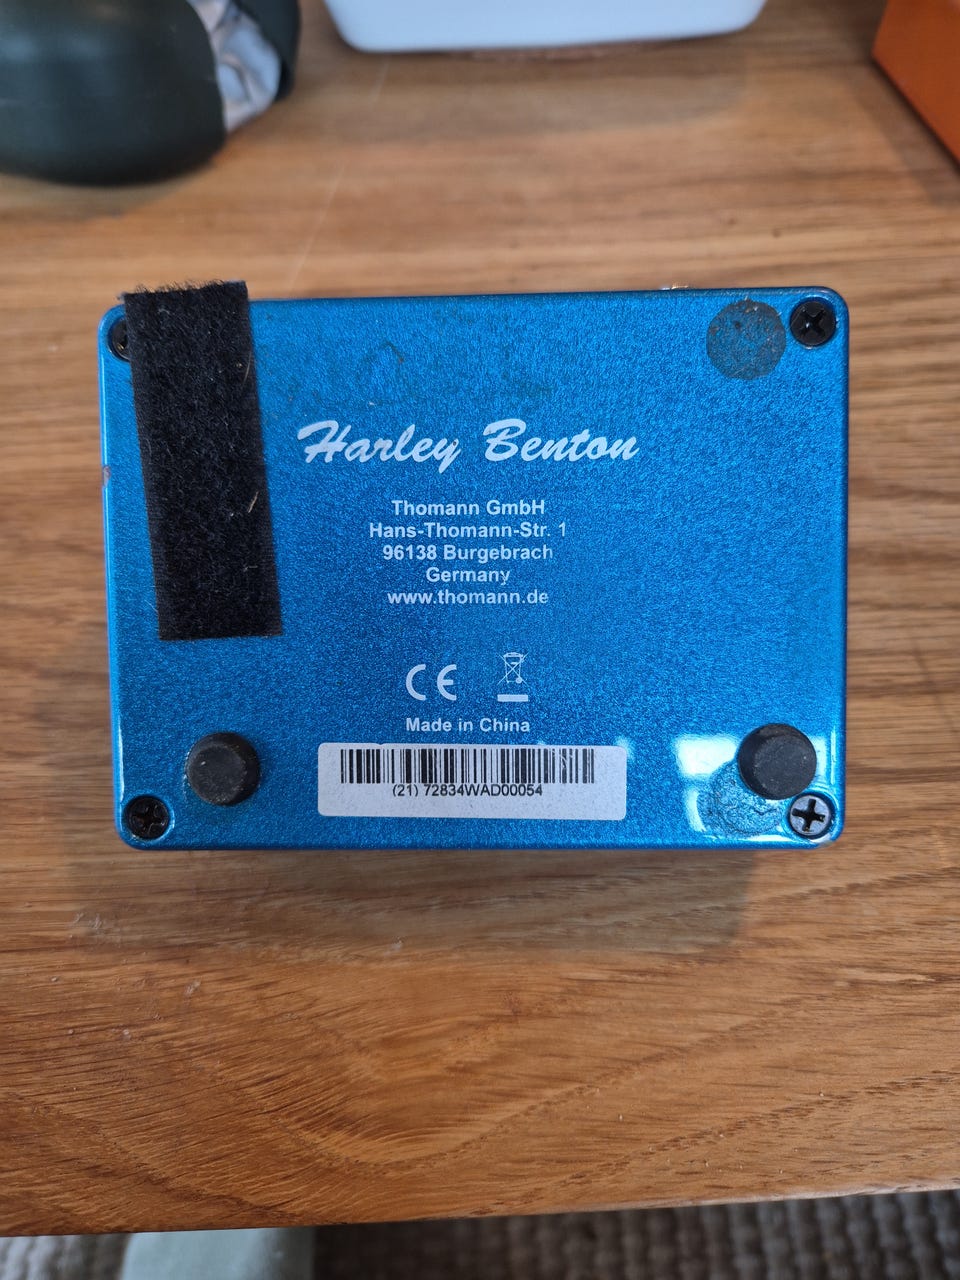 Harley Benton
Thomann GmbH
Hans-Thomann-Str. 1
96138 Burgebrach
Germany
www.thomann.de
CE
Made in China
(21) 72834WAD00054